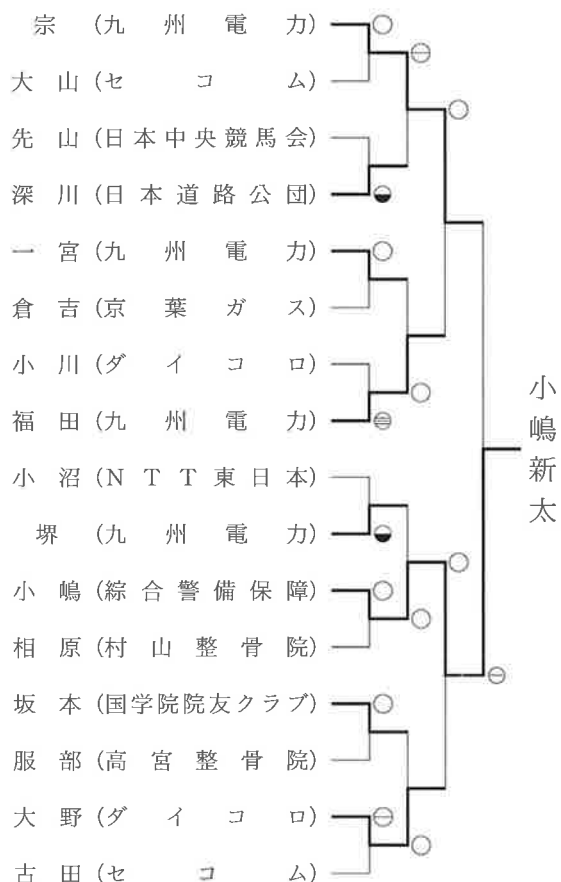 宗 (九州電力)
大山 (セコム)
先山 (日本中央競馬会)
深川 (日本道路公団)
一宮 (九州電力)
倉吉 (京葉ガス)
小川 (ダイコロ)
福田 (九州電力)
小沼 (NTT東日本)
堺 (九州電力)
小嶋 (綜合警備保障)
相原 (村山整骨院)
坂本 (国学院院友クラブ)
服部 (高宮整骨院)
大野 (ダイコロ)
古田 (セコム)
小嶋新太